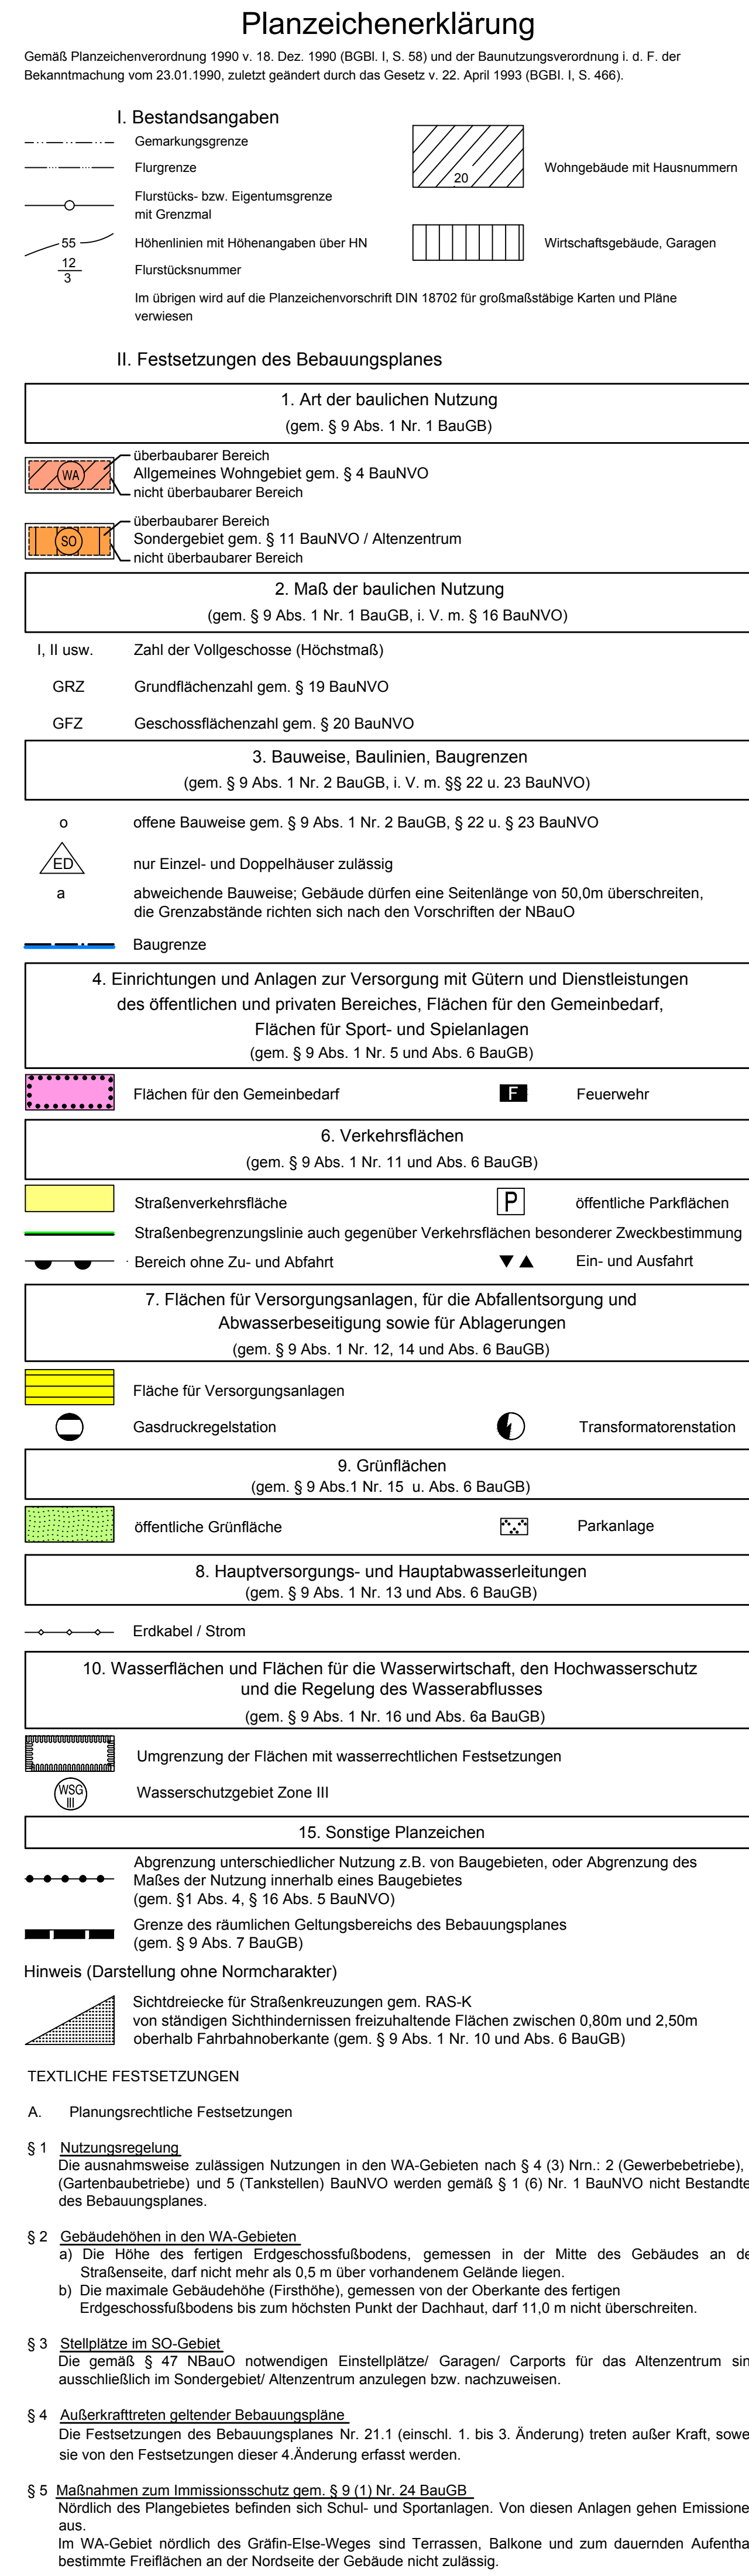 Planzeichenerklärung
Gemäß Planzeichenverordnung 1990 v. 18. Dez. 1990 (BGBl. I, S. 58) und der Baunutzungsverordnung i. d. F. der
Bekanntmachung vom 23.01.1990, zuletzt geändert durch das Gesetz v. 22. April 1993 (BGBl. I, S. 466).
I. Bestandsangaben
Gemarkungsgrenze
Flurgrenze
20
Wohngebäude mit Hausnummern
Flurstücks- bzw. Eigentumsgrenze
mit Grenzmal
55
Höhenlinien mit Höhenangaben über HN
Wirtschaftsgebäude, Garagen
12
3
Flurstücksnummer
Im übrigen wird auf die Planzeichenvorschrift DIN 18702 für großmaßstäbige Karten und Pläne
verwiesen
II. Festsetzungen des Bebauungsplanes
1. Art der baulichen Nutzung
(gem. § 9 Abs. 1 Nr. 1 BauGB)
überbaubarer Bereich
WA
Allgemeines Wohngebiet gem. § 4 BauNVO
nicht überbaubarer Bereich
überbaubarer Bereich
SO
Sondergebiet gem. § 11 BauNVO / Altenzentrum
nicht überbaubarer Bereich
2. Maß der baulichen Nutzung
(gem. § 9 Abs. 1 Nr. 1 BauGB, i. V. m. § 16 BauNVO)
I, II usw. Zahl der Vollgeschosse (Höchstmaß)
GRZ Grundflächenzahl gem. § 19 BauNVO
GFZ Geschossflächenzahl gem. § 20 BauNVO
3. Bauweise, Baulinien, Baugrenzen
(gem. § 9 Abs. 1 Nr. 2 BauGB, i. V. m. §§ 22 u. 23 BauNVO)
o offene Bauweise gem. § 9 Abs. 1 Nr. 2 BauGB, § 22 u. § 23 BauNVO
ED nur Einzel- und Doppelhäuser zulässig
a abweichende Bauweise; Gebäude dürfen eine Seitenlänge von 50,0m überschreiten,
die Grenzabstände richten sich nach den Vorschriften der NBauO
Baugrenze
4. Einrichtungen und Anlagen zur Versorgung mit Gütern und Dienstleistungen
des öffentlichen und privaten Bereiches, Flächen für den Gemeinbedarf,
Flächen für Sport- und Spielanlagen
(gem. § 9 Abs. 1 Nr. 5 und Abs. 6 BauGB)
Flächen für den Gemeinbedarf F Feuerwehr
6. Verkehrsflächen
(gem. § 9 Abs. 1 Nr. 11 und Abs. 6 BauGB)
Straßenverkehrsfläche P öffentliche Parkflächen
Straßenbegrenzungslinie auch gegenüber Verkehrsflächen besonderer Zweckbestimmung
Bereich ohne Zu- und Abfahrt Ein- und Ausfahrt
7. Flächen für Versorgungsanlagen, für die Abfallentsorgung und
Abwasserbeseitigung sowie für Ablagerungen
(gem. § 9 Abs. 1 Nr. 12, 14 und Abs. 6 BauGB)
Fläche für Versorgungsanlagen
Gasdruckregelstation Transformatorenstation
9. Grünflächen
(gem. § 9 Abs.1 Nr. 15 u. Abs. 6 BauGB)
öffentliche Grünfläche Parkanlage
8. Hauptversorgungs- und Hauptabwasserleitungen
(gem. § 9 Abs. 1 Nr. 13 und Abs. 6 BauGB)
Erdkabel / Strom
10. Wasserflächen und Flächen für die Wasserwirtschaft, den Hochwasserschutz
und die Regelung des Wasserabflusses
(gem. § 9 Abs. 1 Nr. 16 und Abs. 6a BauGB)
Umgrenzung der Flächen mit wasserrechtlichen Festsetzungen
WSG
III
Wasserschutzgebiet Zone III
15. Sonstige Planzeichen
Abgrenzung unterschiedlicher Nutzung z.B. von Baugebieten, oder Abgrenzung des
Maßes der Nutzung innerhalb eines Baugebietes
(gem. §1 Abs. 4, § 16 Abs. 5 BauNVO)
Grenze des räumlichen Geltungsbereichs des Bebauungsplanes
(gem. § 9 Abs. 7 BauGB)
Hinweis (Darstellung ohne Normcharakter)
Sichtdreiecke für Straßenkreuzungen gem. RAS-K
von ständigen Sichthindernissen freizuhaltende Flächen zwischen 0,80m und 2,50m
oberhalb Fahrbahnoberkante (gem. § 9 Abs. 1 Nr. 10 und Abs. 6 BauGB)
TEXTLICHE FESTSETZUNGEN
A. Planungsrechtliche Festsetzungen
§ 1 Nutzungsregelung
Die ausnahmsweise zulässigen Nutzungen in den WA-Gebieten nach § 4 (3) Nrn.: 2 (Gewerbebetriebe),
(Gartenbaubetriebe) und 5 (Tankstellen) BauNVO werden gemäß § 1 (6) Nr. 1 BauNVO nicht Bestandte
des Bebauungsplanes.
§ 2 Gebäudehöhen in den WA-Gebieten
a) Die Höhe des fertigen Erdgeschossfußbodens, gemessen in der Mitte des Gebäudes an de
Straßenseite, darf nicht mehr als 0,5 m über vorhandenem Gelände liegen.
b) Die maximale Gebäudehöhe (Firsthöhe), gemessen von der Oberkante des fertigen
Erdgeschossfußbodens bis zum höchsten Punkt der Dachhaut, darf 11,0 m nicht überschreiten.
§ 3 Stellplätze im SO-Gebiet
Die gemäß § 47 NBauO notwendigen Einstellplätze/ Garagen/ Carports für das Altenzentrum sin
ausschließlich im Sondergebiet/ Altenzentrum anzulegen bzw. nachzuweisen.
§ 4 Außerkrafttreten geltender Bebauungspläne
Die Festsetzungen des Bebauungsplanes Nr. 21.1 (einschl. 1. bis 3. Änderung) treten außer Kraft, sowe
sie von den Festsetzungen dieser 4.Änderung erfasst werden.
§ 5 Maßnahmen zum Immissionsschutz gem. § 9 (1) Nr. 24 BauGB
Nördlich des Plangebietes befinden sich Schul- und Sportanlagen. Von diesen Anlagen gehen Emissione
aus.
Im WA-Gebiet nördlich des Gräfin-Else-Weges sind Terrassen, Balkone und zum dauernden Aufentha
bestimmte Freiflächen an der Nordseite der Gebäude nicht zulässig.